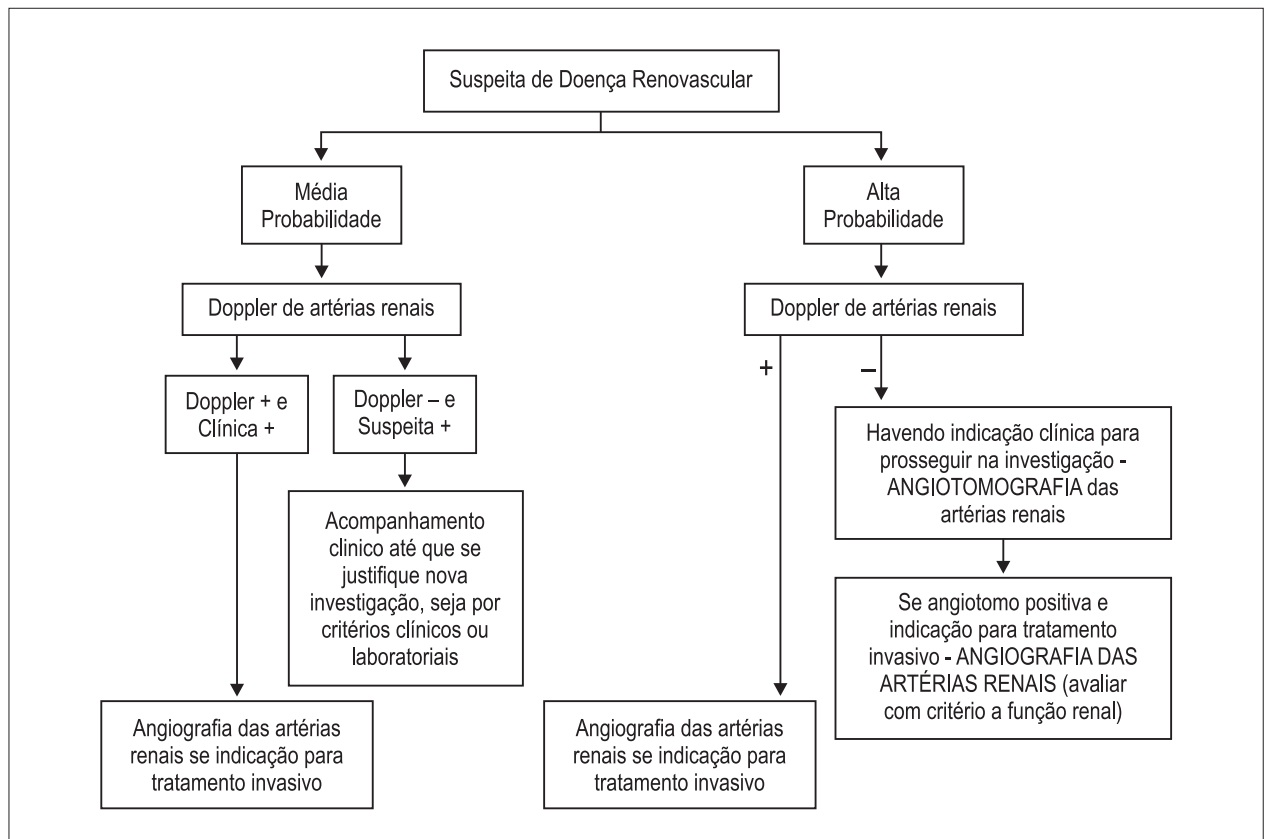 Suspeita de Doença Renovascular
Média
Probabilidade
Alta
Probabilidade
Doppler de artérias renais
Doppler de artérias renais
Doppler + e
Clínica +
Doppler – e
Suspeita +
+
–
Havendo indicação clínica para
prosseguir na investigação -
ANGIOTOMOGRAFIA das
artérias renais
Acompanhamento
clinico até que se
justifique nova
investigação, seja por
critérios clínicos ou
laboratoriais
Se angiotomo positiva e
indicação para tratamento
invasivo - ANGIOGRAFIA DAS
ARTÉRIAS RENAIS (avaliar
com critério a função renal)
Angiografia das artérias
renais se indicação para
tratamento invasivo
Angiografia das artérias
renais se indicação para
tratamento invasivo